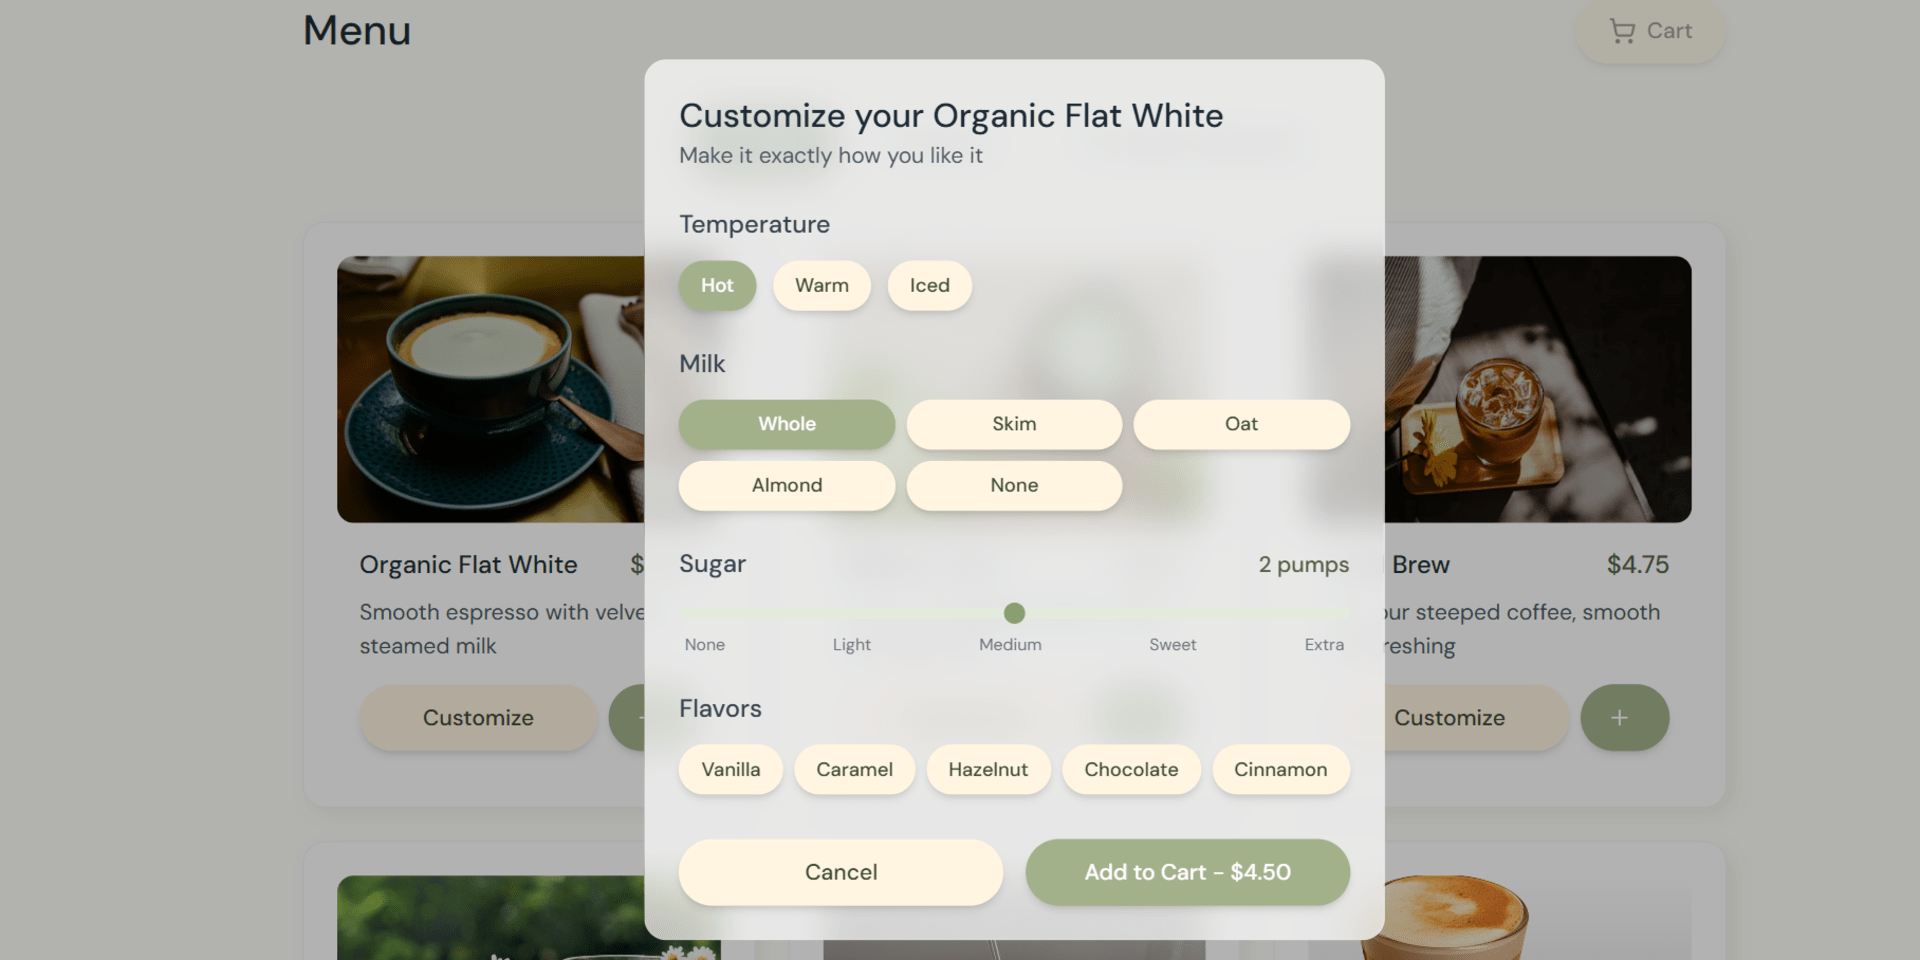 Menu
Cart
Customize your Organic Flat White
Make it exactly how you like it
Temperature
Hot
Warm
Iced
Milk
Whole
Skim
Oat
Almond
None
Sugar
2 pumps
None
Light
Medium
Sweet
Extra
Flavors
Vanilla
Caramel
Hazelnut
Chocolate
Cinnamon
Cancel
Add to Cart - $4.50
Organic Flat White
$
Smooth espresso with
steamed milk
Customize
Brew
$4.75
steeped coffee, smooth
Customize
+